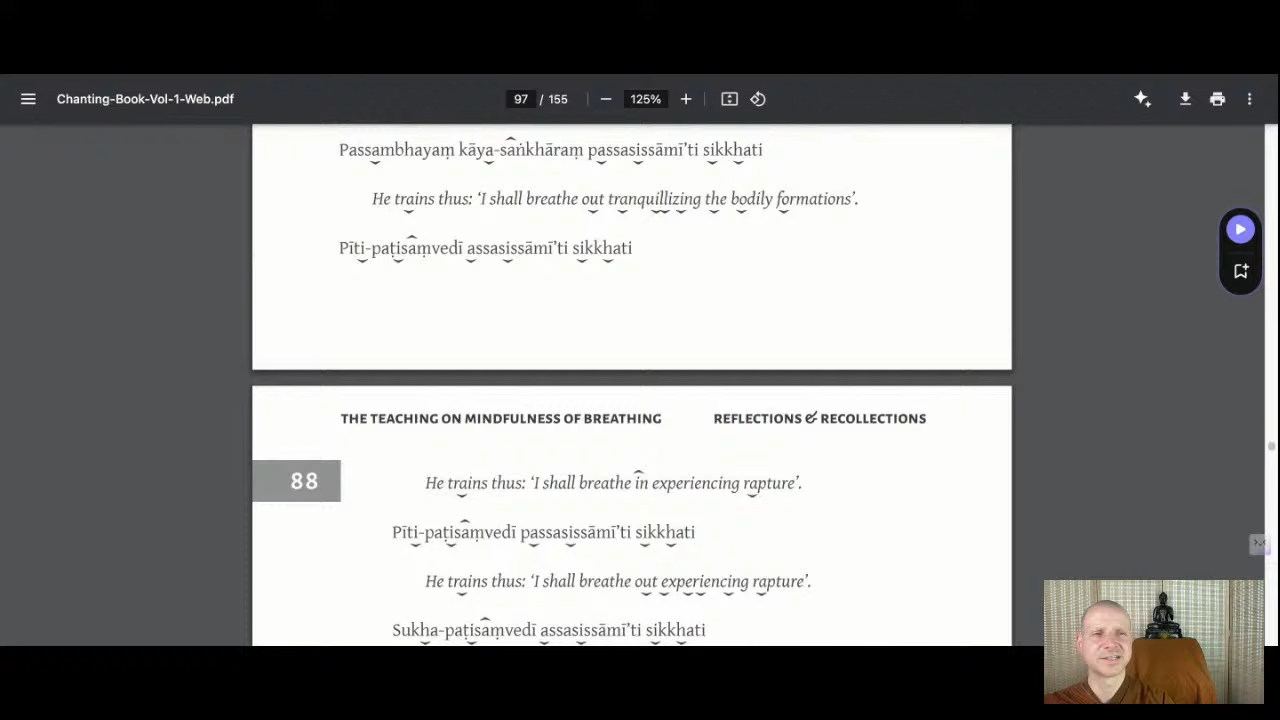 Chanting-Book-Vol-1-Web.pdf 97 / 155 125%
Passambhayaṃ kāya-saṅkhāraṃ passasissāmī’ti sikkhati
He trains thus: ‘I shall breathe out tranquillizing the bodily formations’.
Pīti-paṭisaṃvedī assasissāmī’ti sikkhati
THE TEACHING ON MINDFULNESS OF BREATHING REFLECTIONS & RECOLLECTIONS
88
He trains thus: ‘I shall breathe in experiencing rapture’.
Pīti-paṭisaṃvedī passasissāmī’ti sikkhati
He trains thus: ‘I shall breathe out experiencing rapture’.
Sukha-paṭisaṃvedī assasissāmī’ti sikkhati